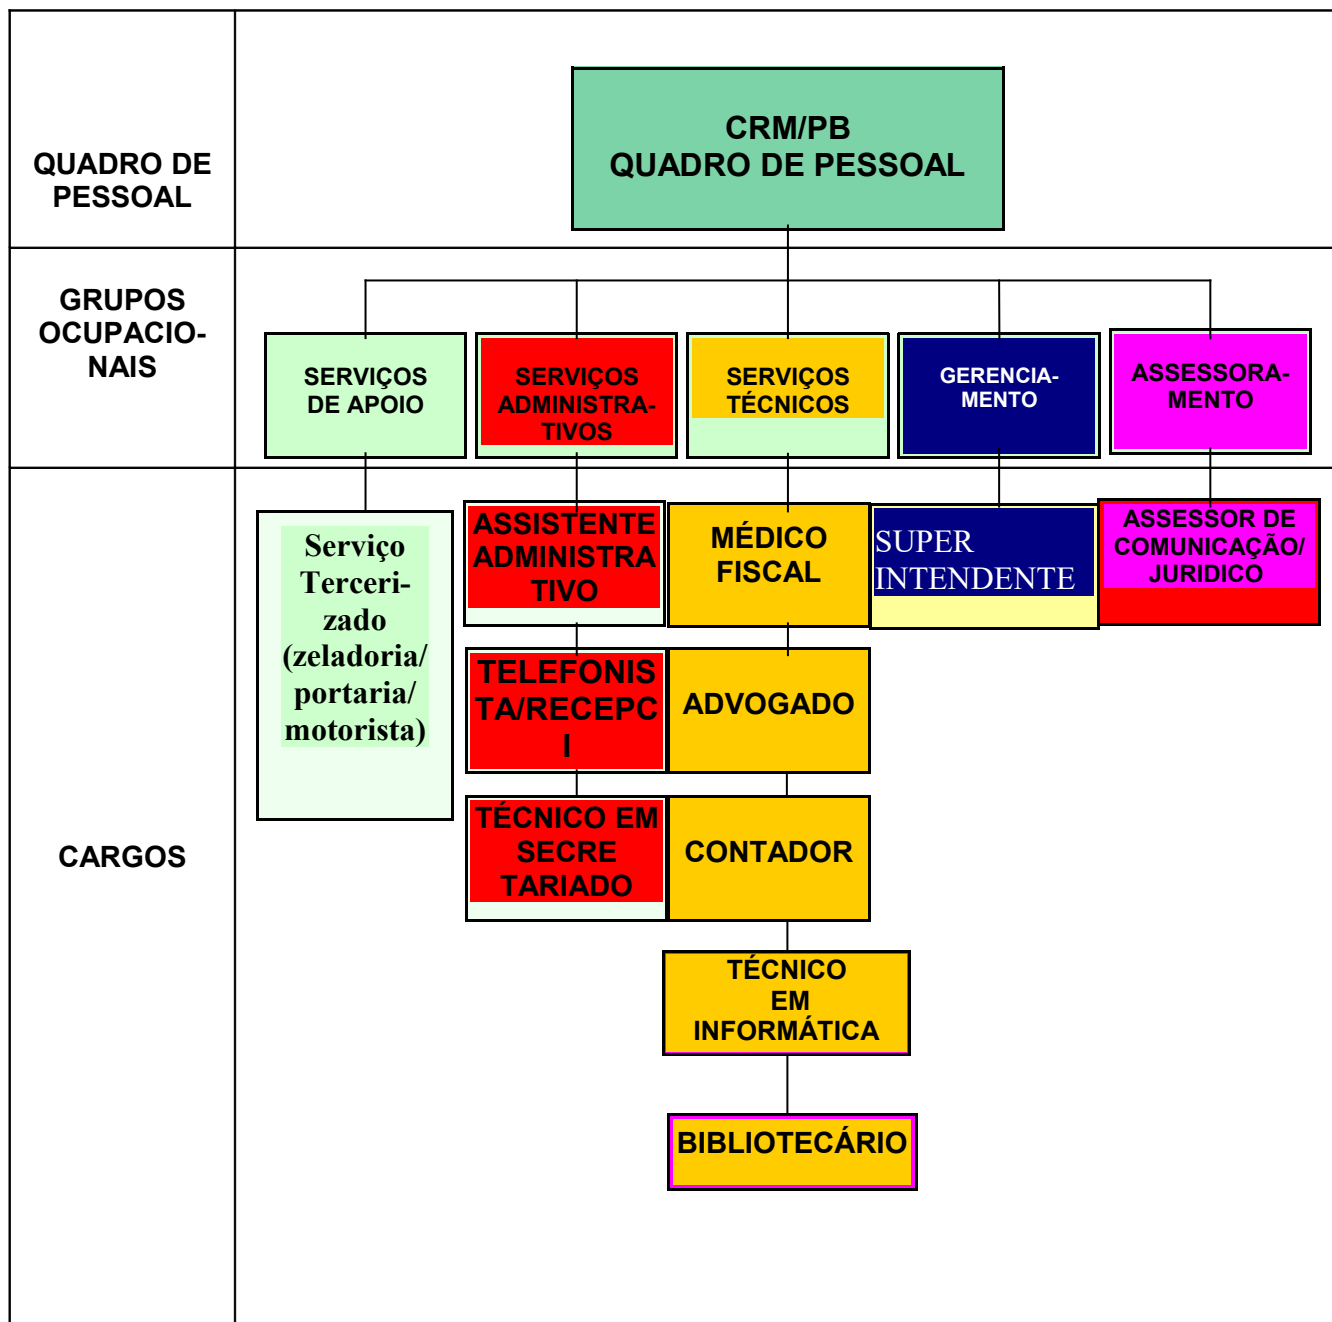 QUADRO DE
PESSOAL
CRM/PB
QUADRO DE PESSOAL
GRUPOS
OCUPACIO-
NAIS
SERVIÇOS
DE APOIO
SERVIÇOS
ADMINISTRA-
TIVOS
SERVIÇOS
TÉCNICOS
GERENCIA-
MENTO
ASSESSORA-
MENTO
CARGOS
Serviço
Terceri-
zado
(zeladoria/
portaria/
motorista)
ASSISTENTE
ADMINISTRA
TIVO
TELEFONIS
TA/RECEPC
I
TÉCNICO EM
SECRE
TARIADO
MÉDICO
FISCAL
ADVOGADO
CONTADOR
TÉCNICO
EM
INFORMÁTICA
BIBLIOTECÁRIO
SUPER
INTENDENTE
ASSESSOR DE
COMUNICAÇÃO/
JURIDICO